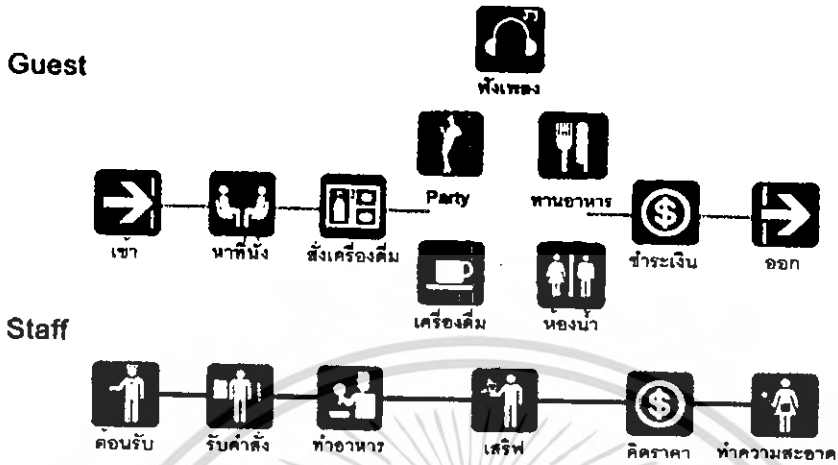 Guest
ฟังเพลง
Party
ทานอาหาร
เข้า
หาที่นั่ง
สั่งเครื่องดื่ม
ชำระเงิน
ออก
เครื่องดื่ม
ห้องน้ำ
Staff
ต้อนรับ
รับคำสั่ง
ทำอาหาร
เสริฟ
คิดราคา
ทำความสะอาด